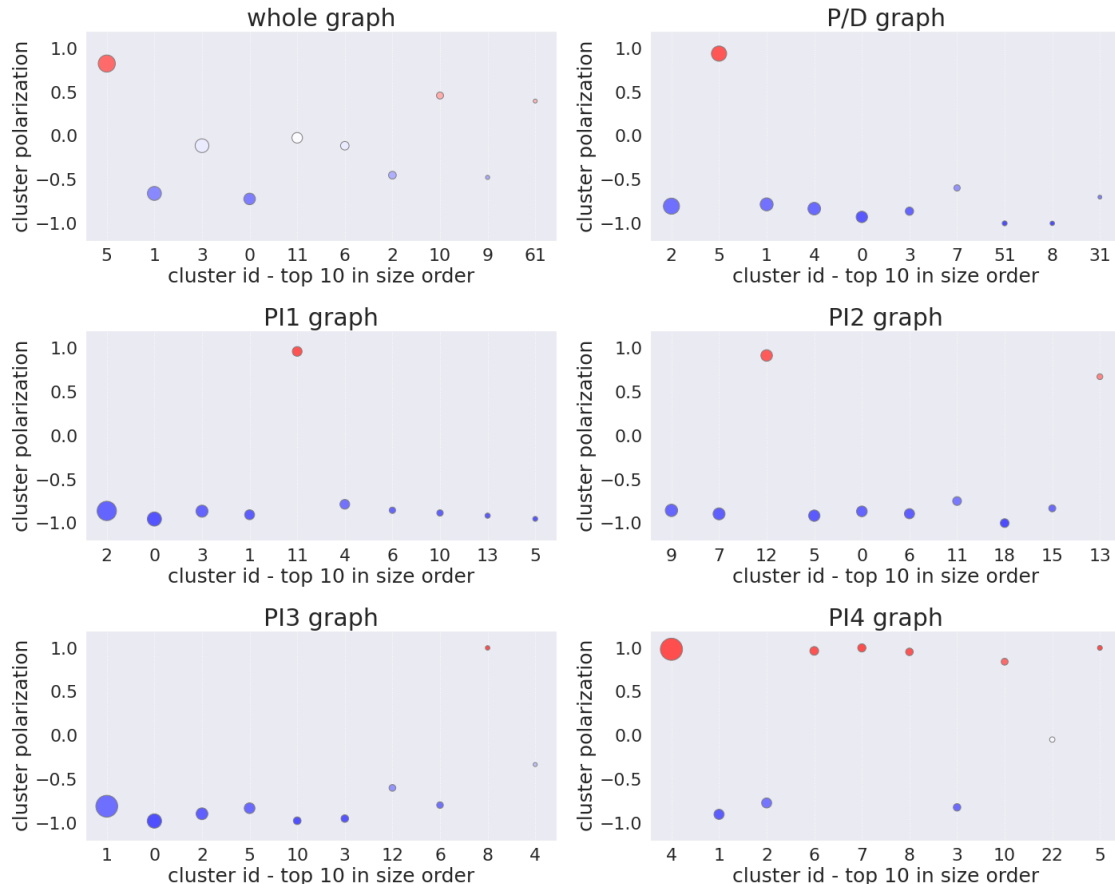 whole graph
cluster polarization
1.0
0.5
0.0
−0.5
−1.0
5 1 3 0 11 6 2 10 9 61
cluster id - top 10 in size order
P/D graph
cluster polarization
1.0
0.5
0.0
−0.5
−1.0
2 5 1 4 0 3 7 51 8 31
cluster id - top 10 in size order
PI1 graph
cluster polarization
1.0
0.5
0.0
−0.5
−1.0
2 0 3 1 11 4 6 10 13 5
cluster id - top 10 in size order
PI2 graph
cluster polarization
1.0
0.5
0.0
−0.5
−1.0
9 7 12 5 0 6 11 18 15 13
cluster id - top 10 in size order
PI3 graph
cluster polarization
1.0
0.5
0.0
−0.5
−1.0
1 0 2 5 10 3 12 6 8 4
cluster id - top 10 in size order
PI4 graph
cluster polarization
1.0
0.5
0.0
−0.5
−1.0
4 1 2 6 7 8 3 10 22 5
cluster id - top 10 in size order